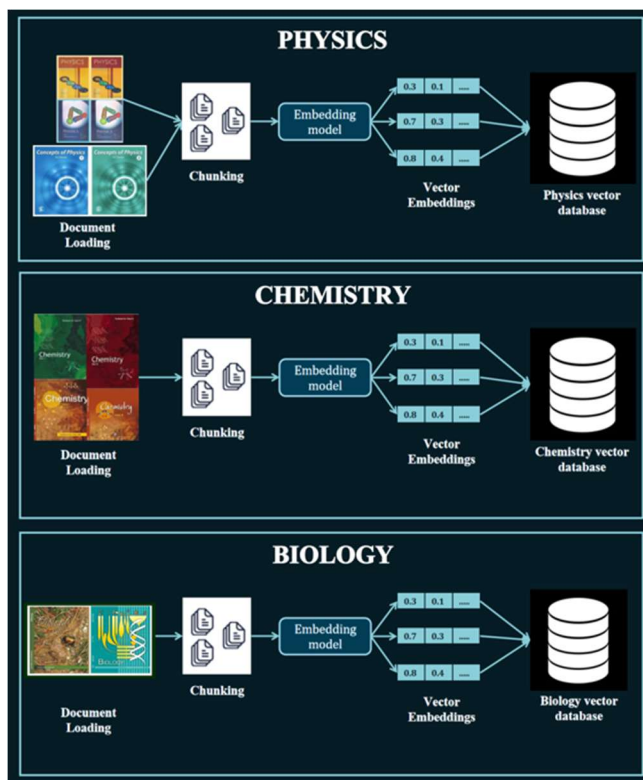 PHYSICS
PHYSICS
PHYSICS
Concepts of Physics
Concepts of Physics
Document
Loading
Chunking
Embedding
model
0.3 0.1 .....
0.7 0.3 .....
0.8 0.4 .....
Vector
Embeddings
Physics vector
database
CHEMISTRY
Chemistry
Chemistry
Chemistry
Chemistry
Document
Loading
Chunking
Embedding
model
0.3 0.1 .....
0.7 0.3 .....
0.8 0.4 .....
Vector
Embeddings
Chemistry vector
database
BIOLOGY
BIOLOGY
Document
Loading
Chunking
Embedding
model
0.3 0.1 .....
0.7 0.3 .....
0.8 0.4 .....
Vector
Embeddings
Biology vector
database